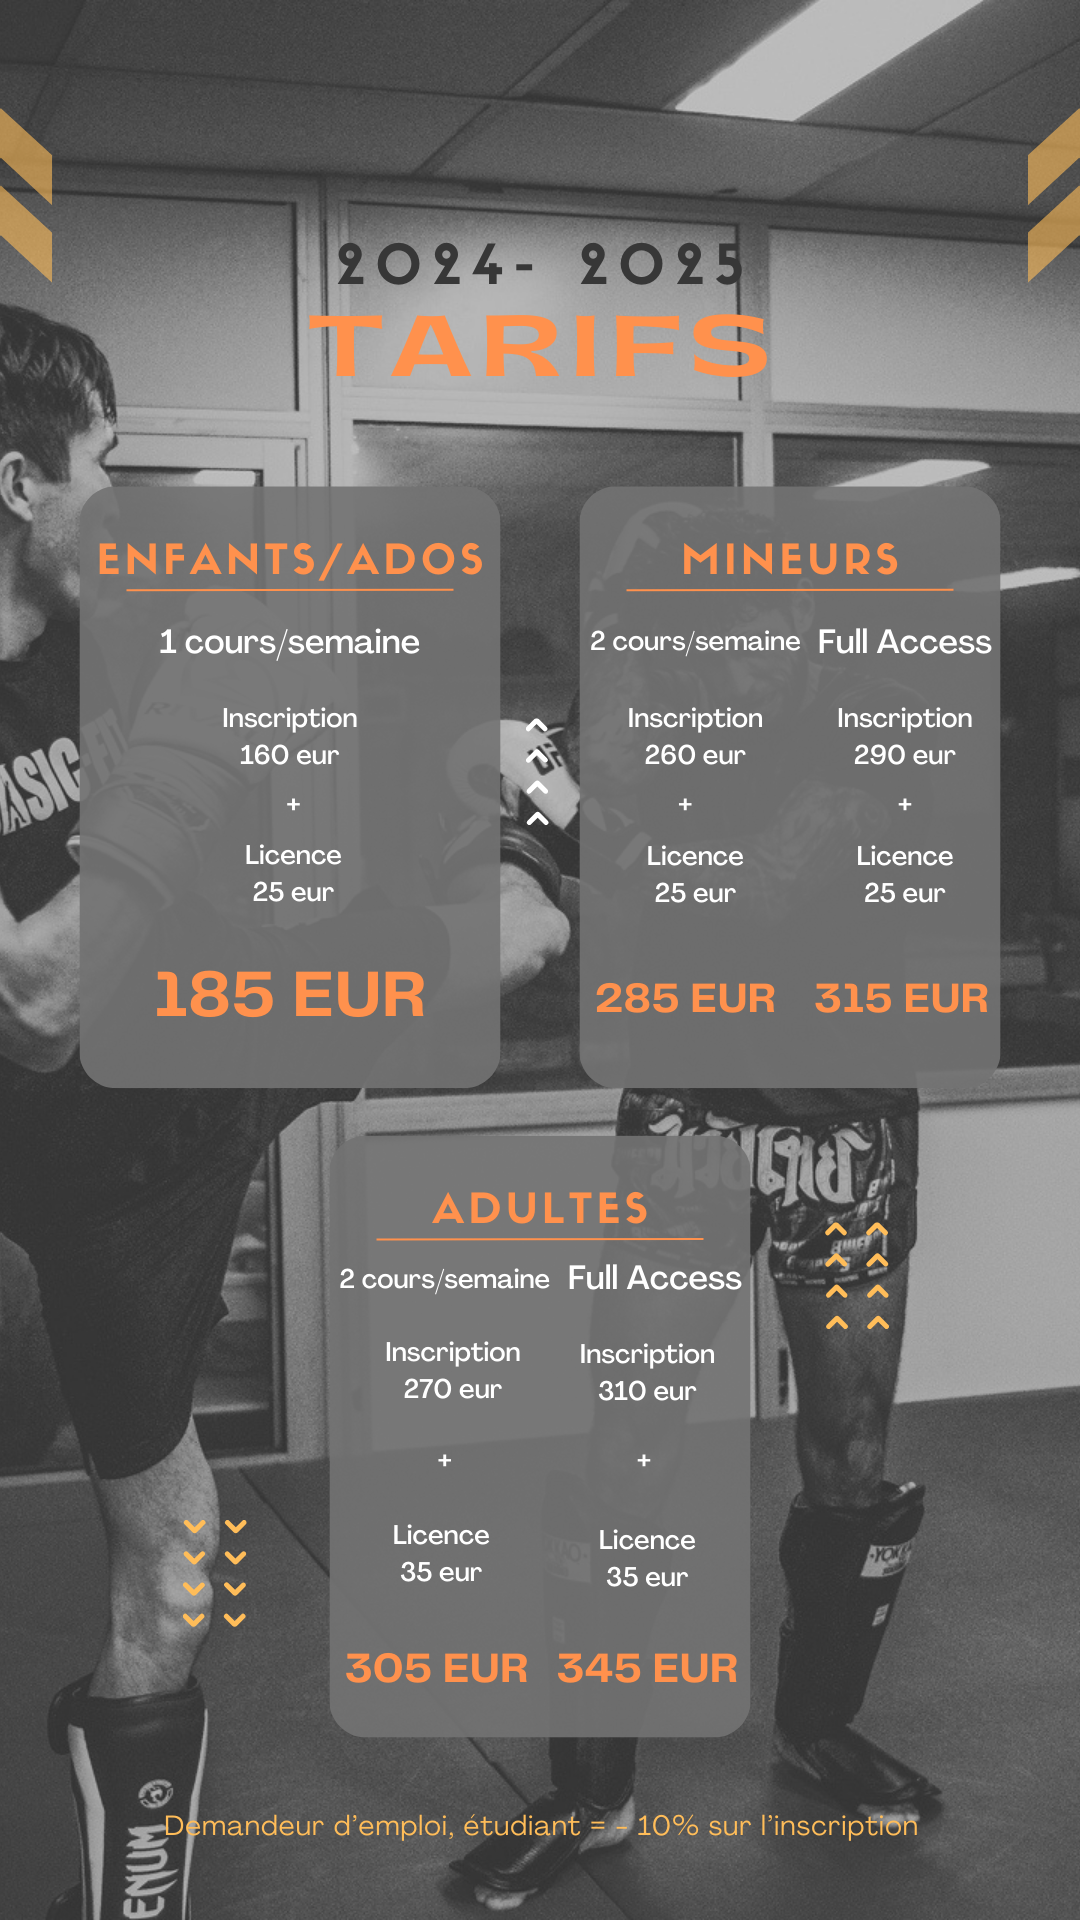 2024- 2025
TARIFS
ENFANTS/ADOS
1 cours/semaine
Inscription
160 eur
+
Licence
25 eur
185 EUR
MINEURS
2 cours/semaine
Inscription
260 eur
+
Licence
25 eur
285 EUR
Full Access
Inscription
290 eur
+
Licence
25 eur
315 EUR
ADULTES
2 cours/semaine
Inscription
270 eur
+
Licence
35 eur
305 EUR
Full Access
Inscription
310 eur
+
Licence
35 eur
345 EUR
Demandeur d'emploi, étudiant = - 10% sur l'inscription
ASIC-FI
ENUM